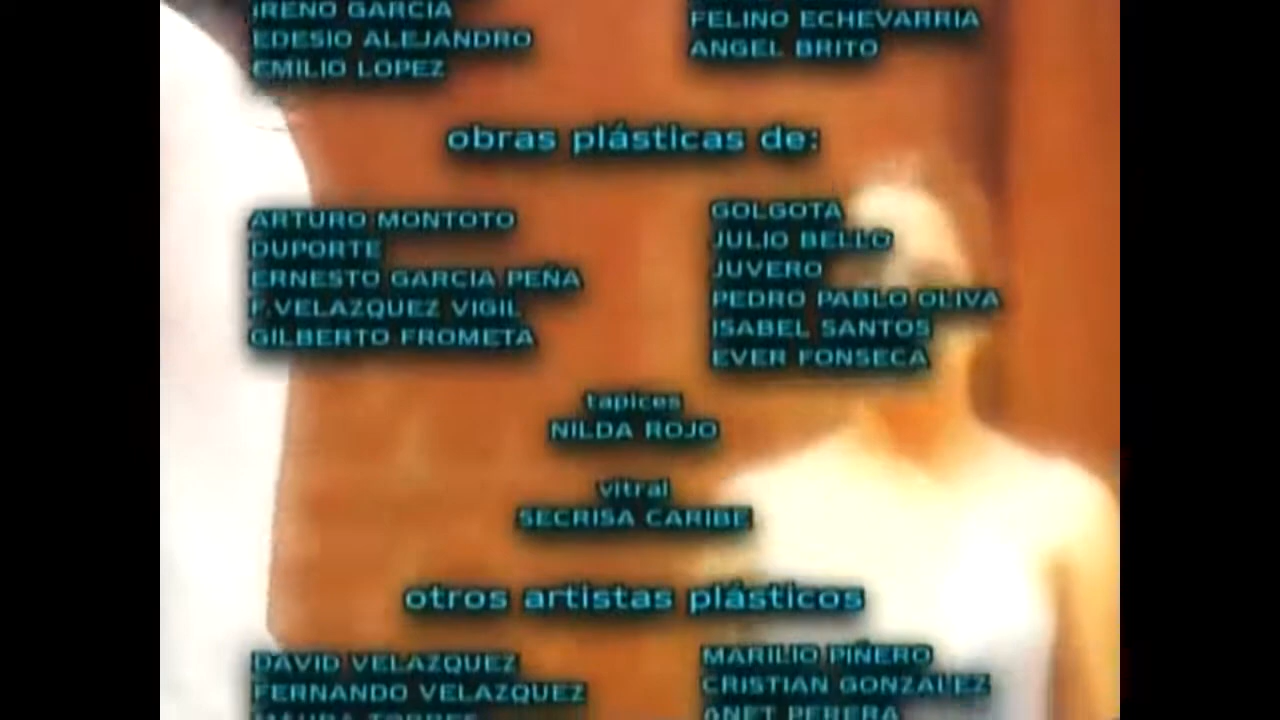 IRENO GARCIA
EDESIO ALEJANDRO
EMILIO LOPEZ
FELINO ECHEVARRIA
ANGEL BRITO
obras plásticas de:
ARTURO MONTOTO
DUPORTE
ERNESTO GARCIA PEÑA
F.VELAZQUEZ VIGIL
GILBERTO FROMETA
GOLGOTA
JULIO BELLO
JUVERO
PEDRO PABLO OLIVA
ISABEL SANTOS
EVER FONSECA
tapices
NILDA ROJO
vitral
SECRISA CARIBE
otros artistas plásticos
DAVID VELAZQUEZ
FERNANDO VELAZQUEZ
MAURA TORRES
MARILIO PIÑERO
CRISTIAN GONZALEZ
ANET PERERA